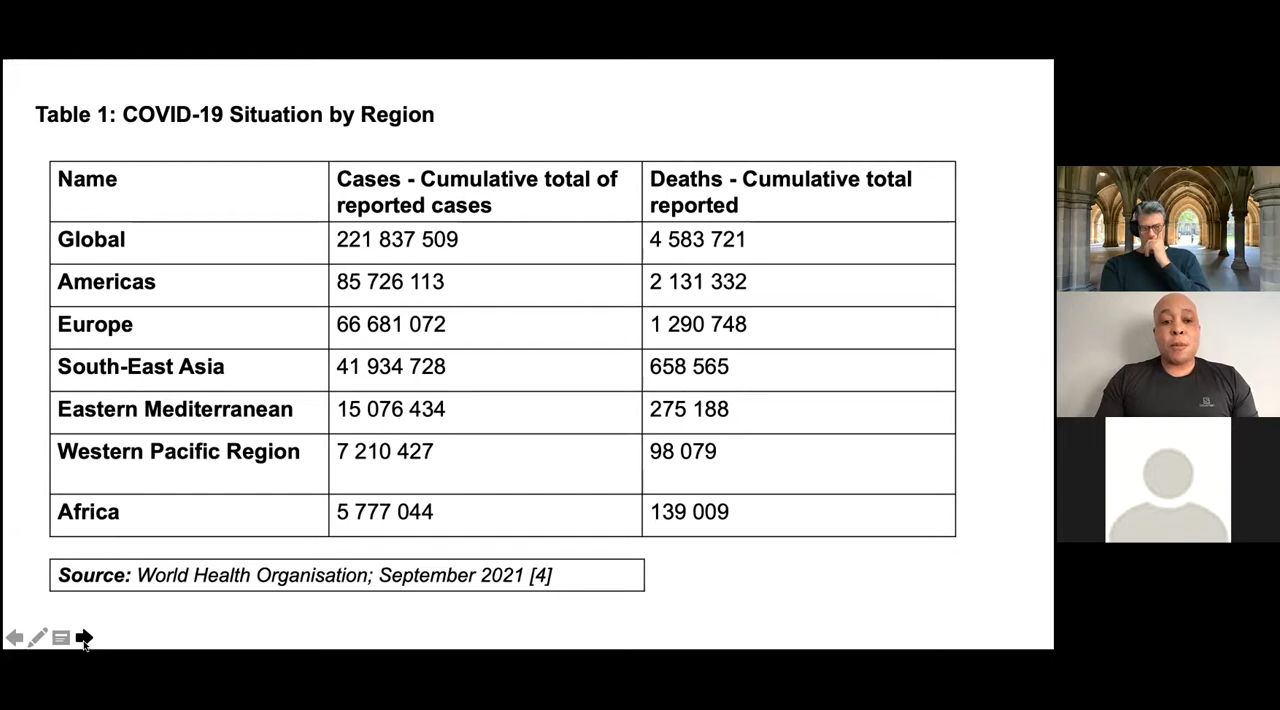 Table 1: COVID-19 Situation by Region
Name
Cases - Cumulative total of
reported cases
Deaths - Cumulative total
reported
Global 221 837 509 4 583 721
Americas 85 726 113 2 131 332
Europe 66 681 072 1 290 748
South-East Asia 41 934 728 658 565
Eastern Mediterranean 15 076 434 275 188
Western Pacific Region 7 210 427 98 079
Africa 5 777 044 139 009
Source: World Health Organisation; September 2021 [4]